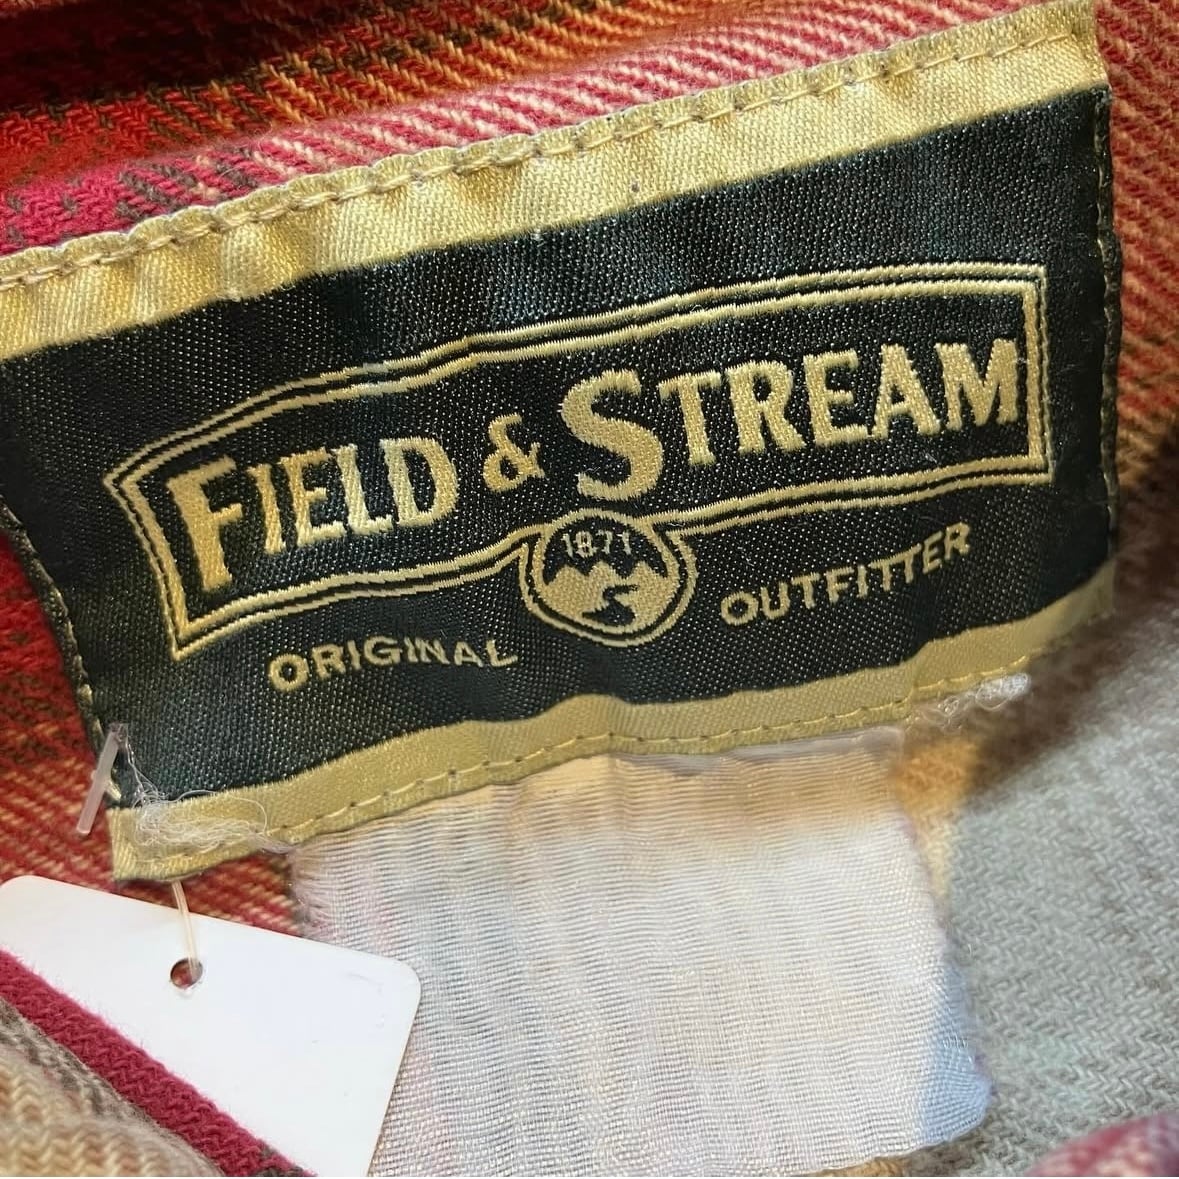 FIELD & STREAM
1871
ORIGINAL OUTFITTER